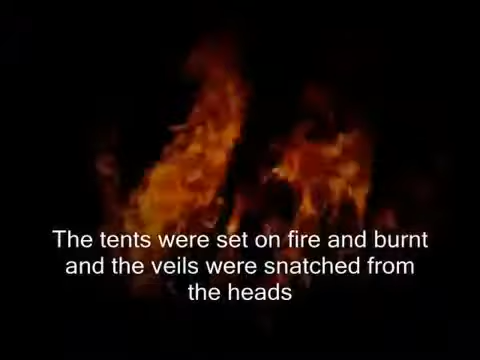 The tents were set on fire and burnt
and the veils were snatched from
the heads